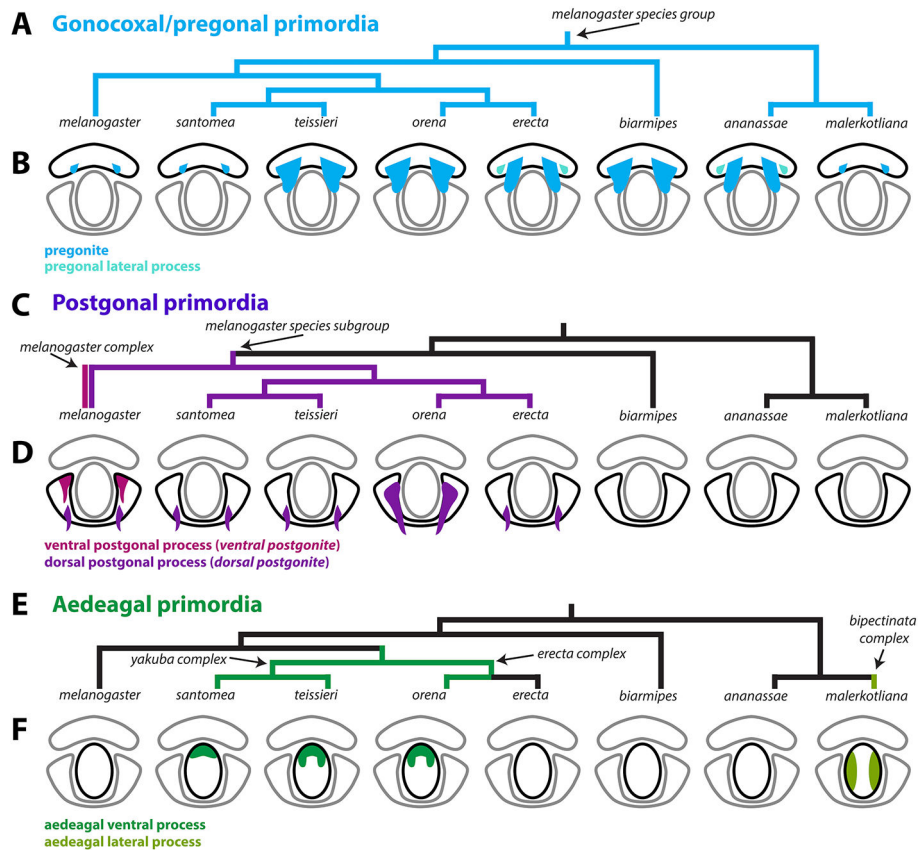 A Gonocoxal/pregonal primordia
melanogaster species group
melanogaster santomea teissieri orena erecta biarmipes ananassae malerkotliana
B
pregonite
pregonal lateral process
C Postgonal primordia
melanogaster species subgroup
melanogaster complex
melanogaster santomea teissieri orena erecta biarmipes ananassae malerkotliana
D
ventral postgonal process (ventral postgonite)
dorsal postgonal process (dorsal postgonite)
E Aedeagal primordia
bipectinata
complex
yakuba complex erecta complex
melanogaster santomea teissieri orena erecta biarmipes ananassae malerkotliana
F
aedeagal ventral process
aedeagal lateral process